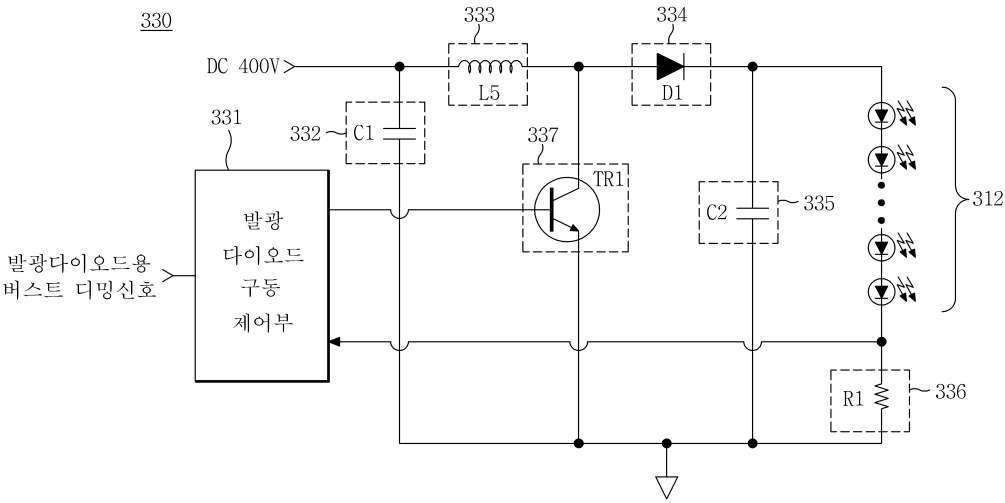 330
333
334
DC 400V
L5
D1
331
332
C1
337
TR1
312
C2
335
발광
다이오드
구동
제어부
발광다이오드용
버스트 디밍신호
R1
336